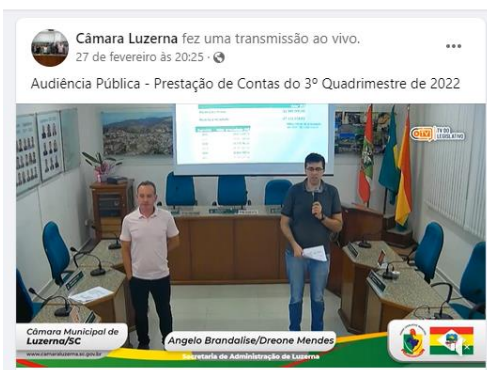 Câmara Luzerna fez uma transmissão ao vivo.
27 de fevereiro às 20:25 ·
Audiência Pública - Prestação de Contas do 3º Quadrimestre de 2022
TV DO
LEGISLATIVO
Câmara Municipal de
Luzerna/SC
Angelo Brandalise/Dreone Mendes
www.camaraluzerna.sc.gov.br
Secretaria de Administração de Luzerna